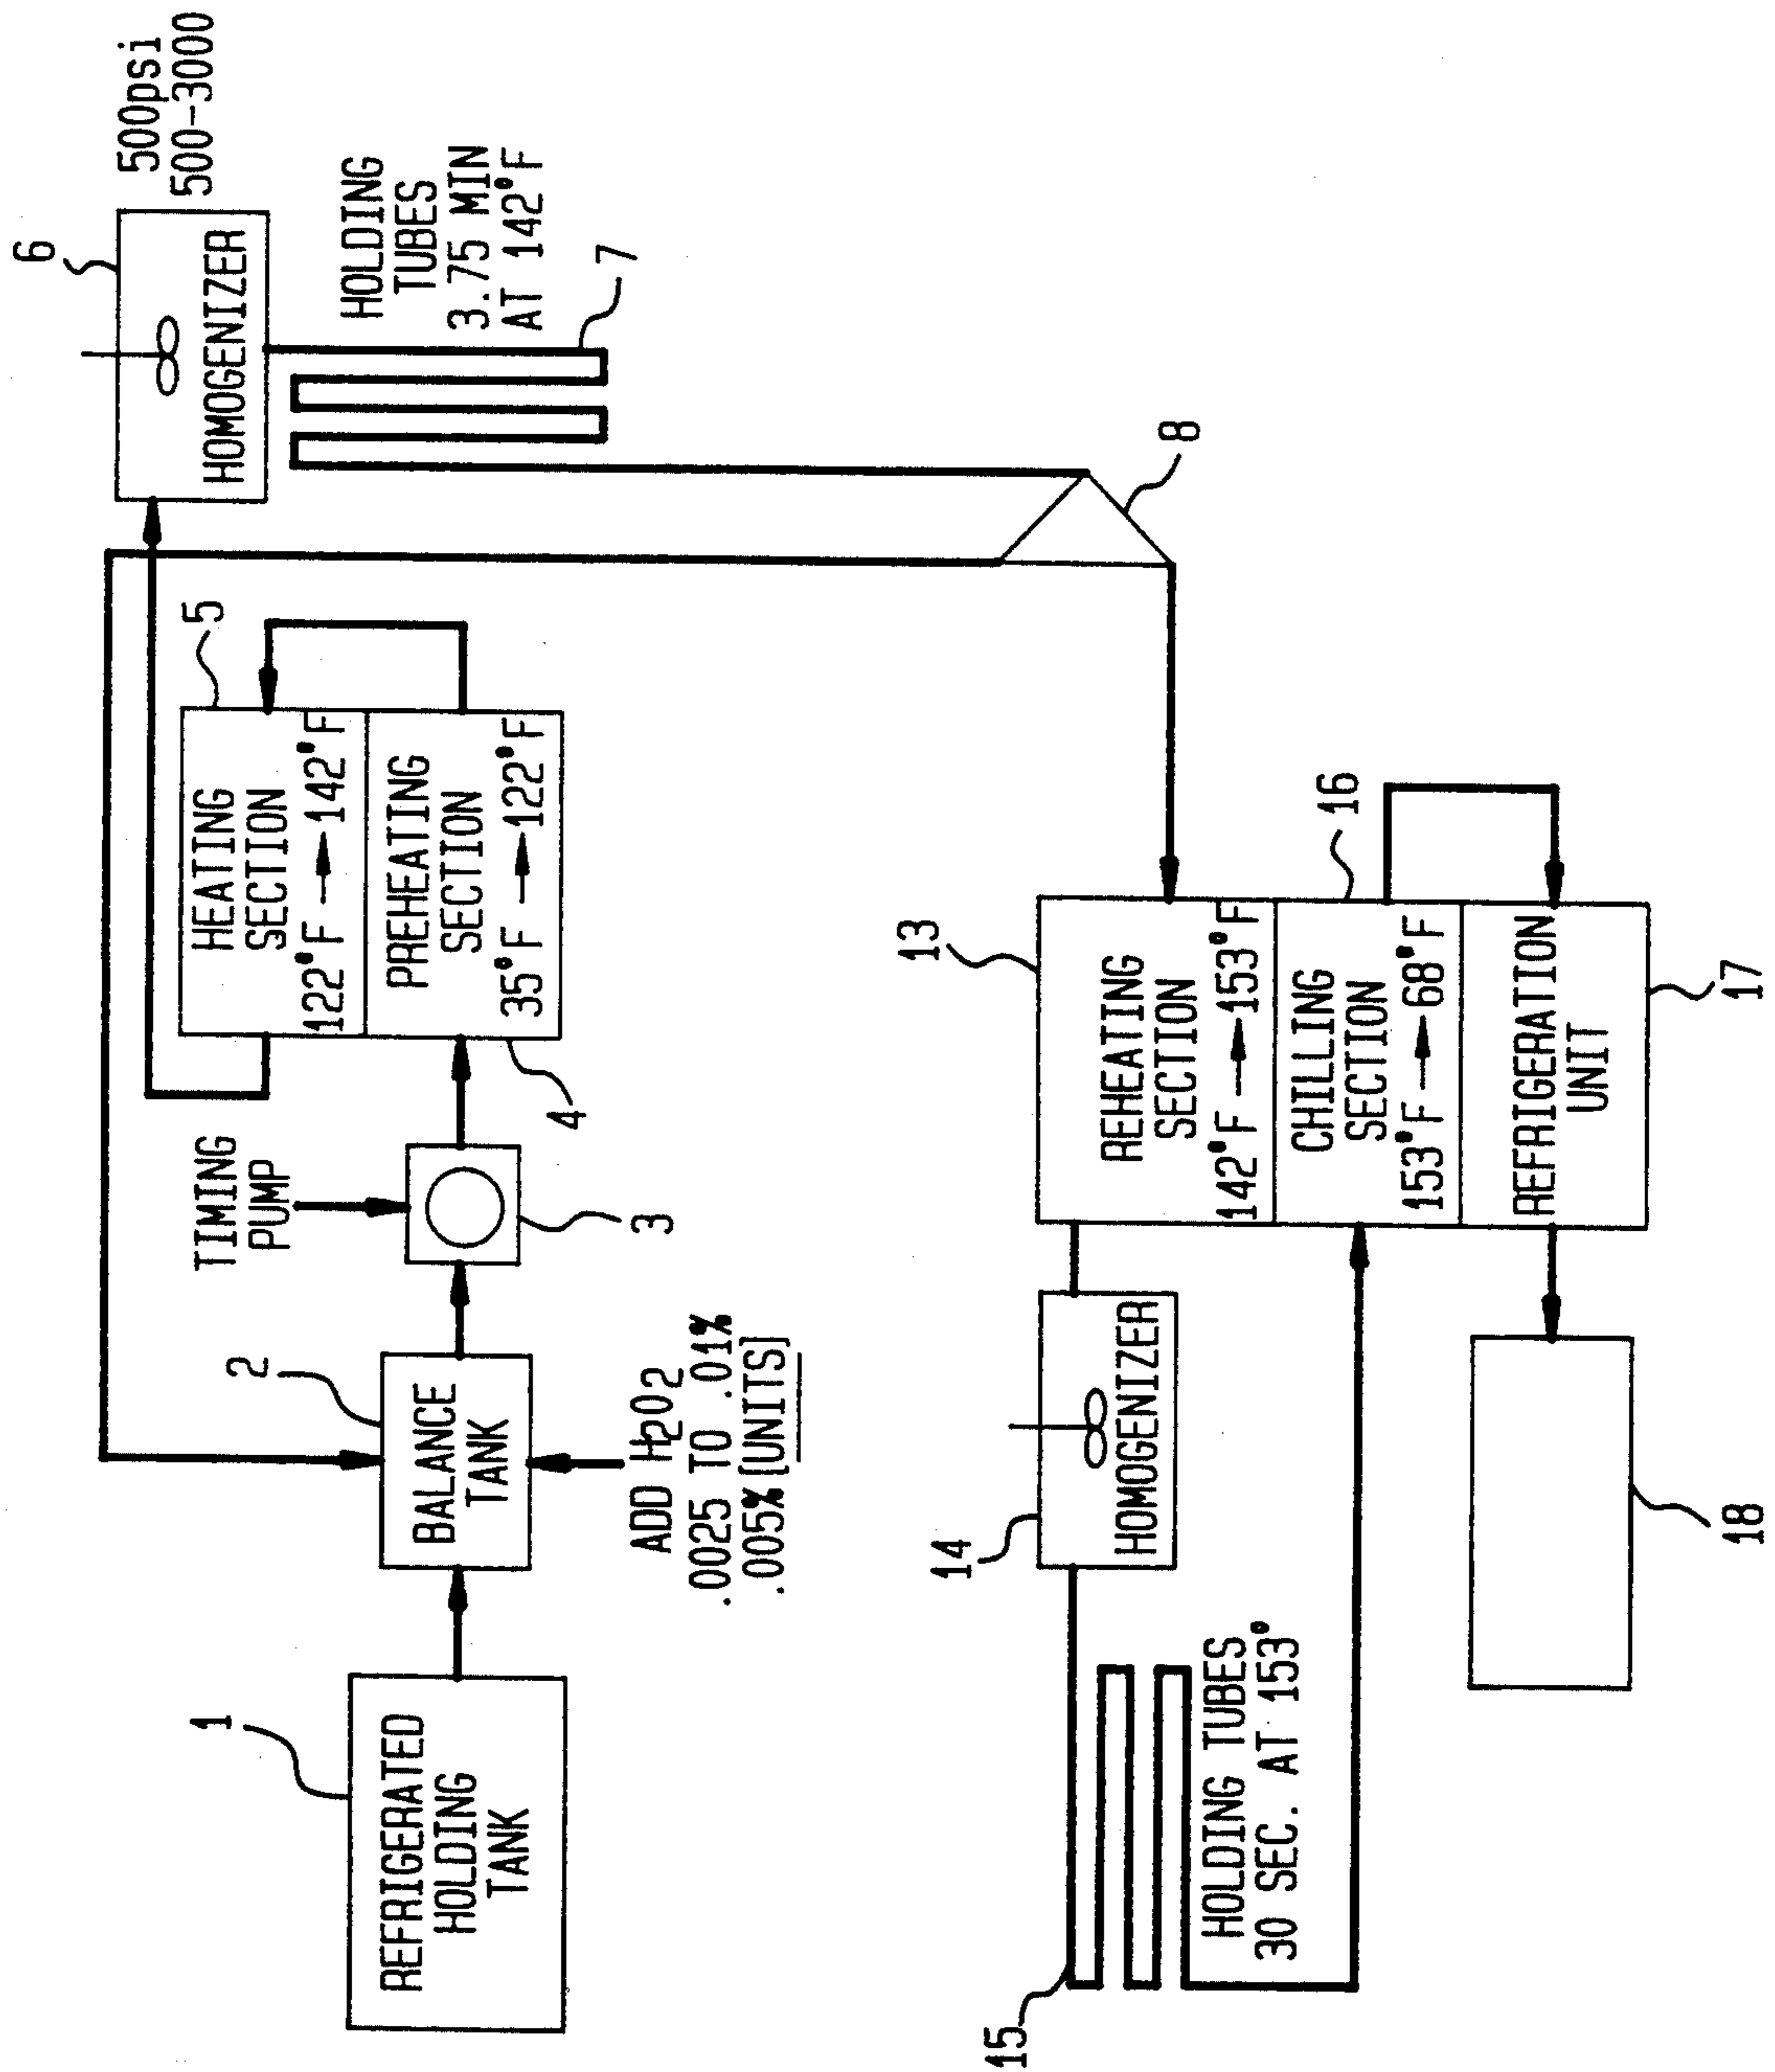 1
REFRIGERATED
HOLDING
TANK
2
BALANCE
TANK
ADD H2O2
.0025 TO .01%
.005% [UNITS]
TIMING
PUMP
3
4
PREHEATING
SECTION
35°F → 122°F
5
HEATING
SECTION
122°F → 142°F
6
HOMOGENIZER
500psi
500-3000
HOLDING
TUBES
3.75 MIN
AT 142°F
7
8
13
REHEATING
SECTION
142°F → 153°F
14
HOMOGENIZER
15
HOLDING TUBES
30 SEC. AT 153°
16
CHILLING
SECTION
153°F → 68°F
REFRIGERATION
UNIT
17
18